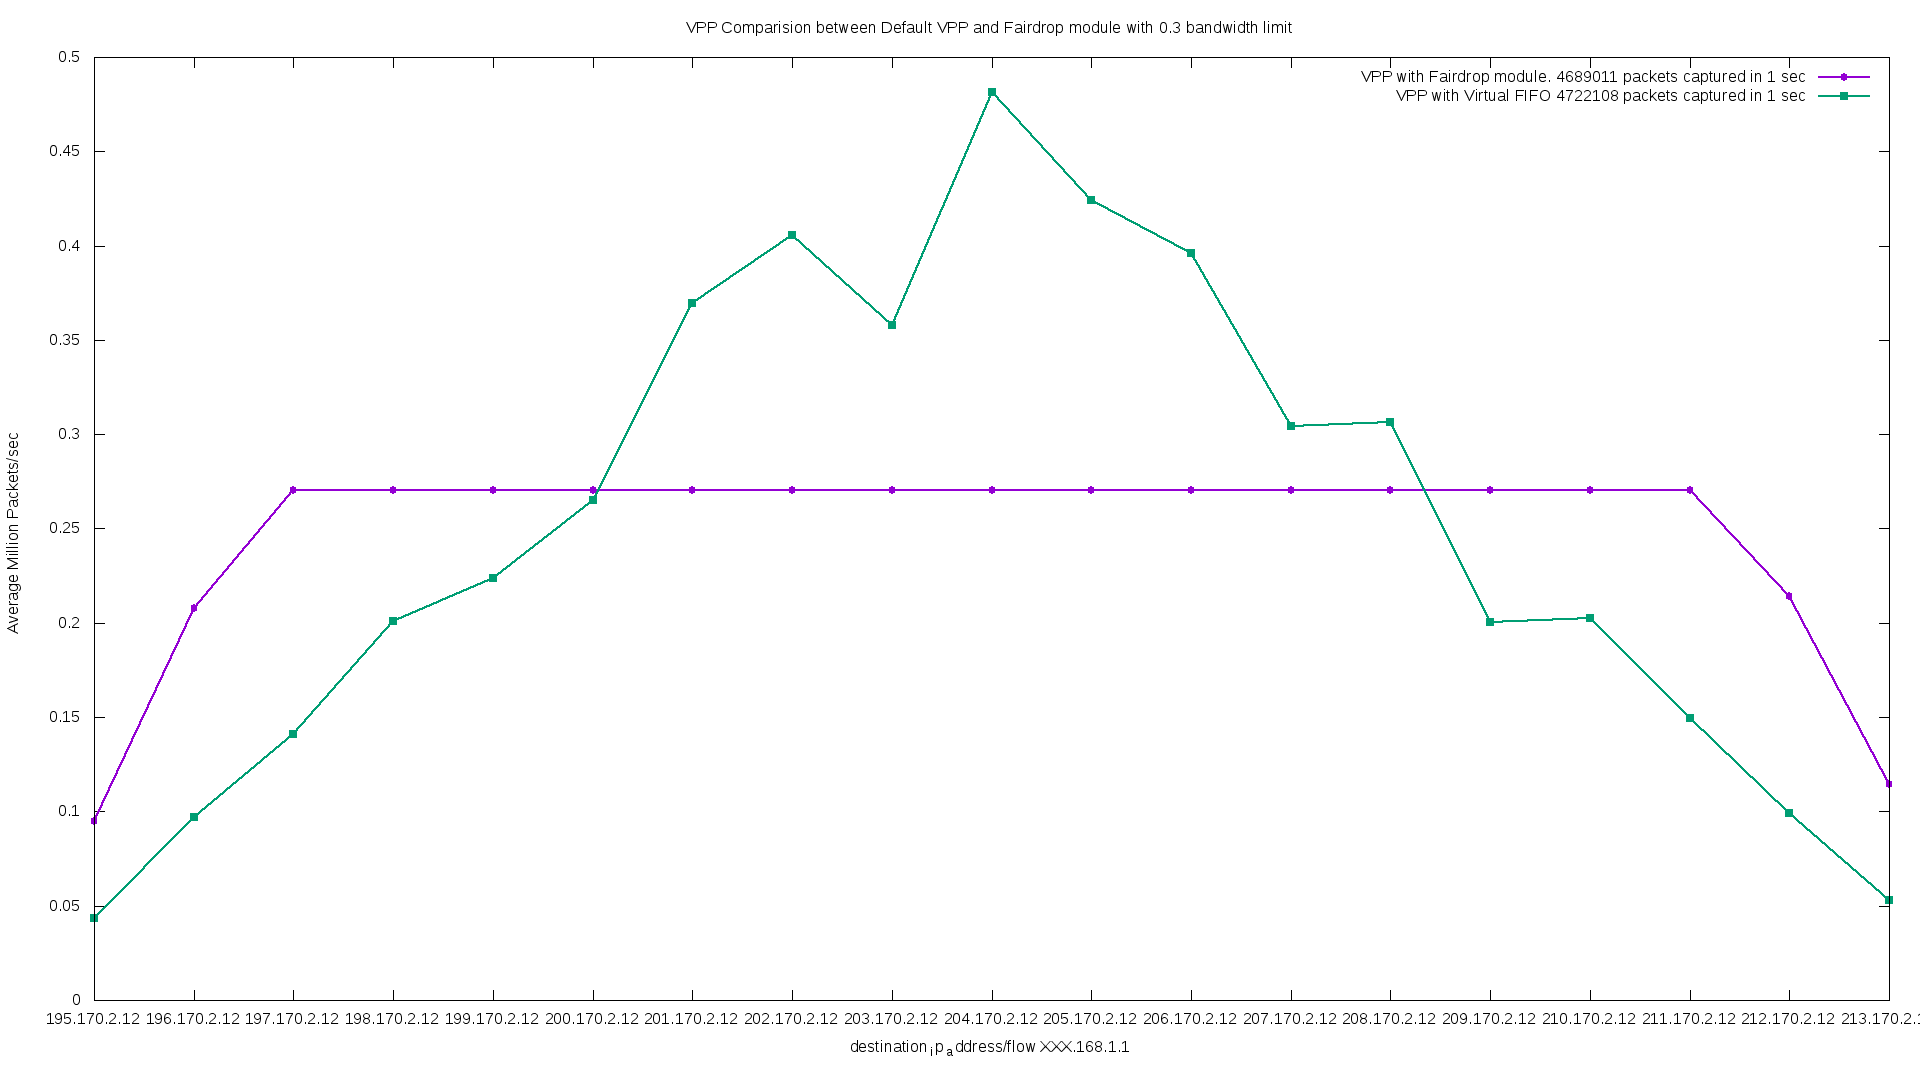 VPP Comparision between Default VPP and Fairdrop module with 0.3 bandwidth limit
VPP with Fairdrop module. 4689011 packets captured in 1 sec
VPP with Virtual FIFO 4722108 packets captured in 1 sec
0.5
0.45
0.4
0.35
0.3
0.25
0.2
0.15
0.1
0.05
0
Average Million Packets/sec
195.170.2.12 196.170.2.12 197.170.2.12 198.170.2.12 199.170.2.12 200.170.2.12 201.170.2.12 202.170.2.12 203.170.2.12 204.170.2.12 205.170.2.12 206.170.2.12 207.170.2.12 208.170.2.12 209.170.2.12 210.170.2.12 211.170.2.12 212.170.2.12 213.170.2.1
destination ip address/flow XXX.168.1.1